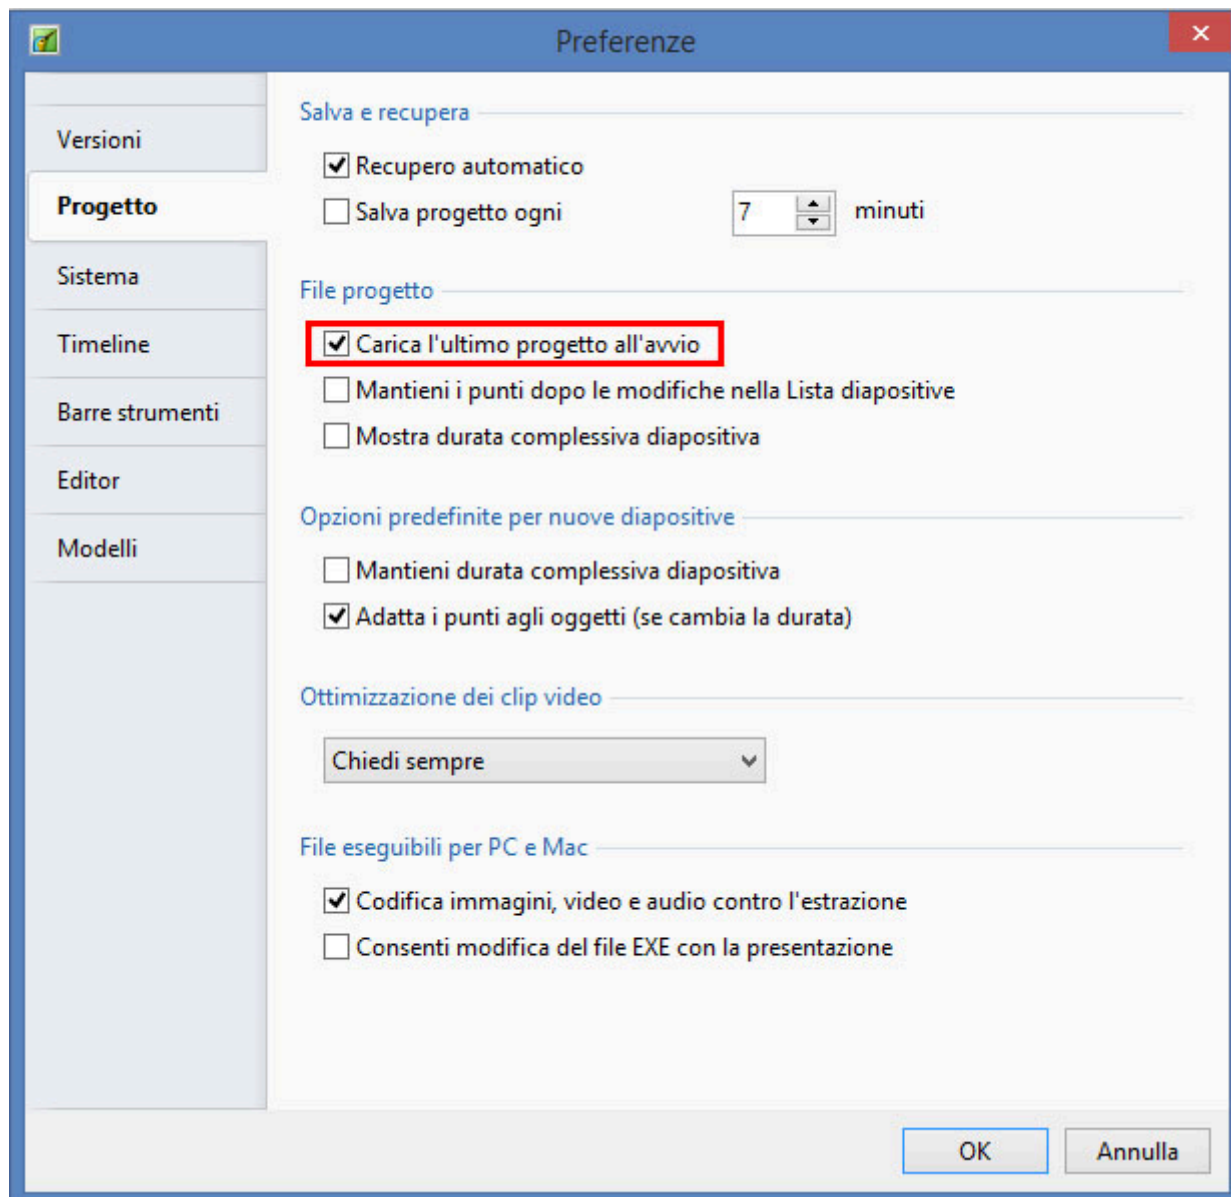 Preferenze
Versioni
Progetto
Sistema
Timeline
Barre strumenti
Editor
Modelli
Salva e recupera
Recupero automatico
Salva progetto ogni 7 minuti
File progetto
Carica l'ultimo progetto all'avvio
Mantieni i punti dopo le modifiche nella Lista diapositive
Mostra durata complessiva diapositiva
Opzioni predefinite per nuove diapositive
Mantieni durata complessiva diapositiva
Adatta i punti agli oggetti (se cambia la durata)
Ottimizzazione dei clip video
Chiedi sempre
File eseguibili per PC e Mac
Codifica immagini, video e audio contro l'estrazione
Consenti modifica del file EXE con la presentazione
OK Annulla